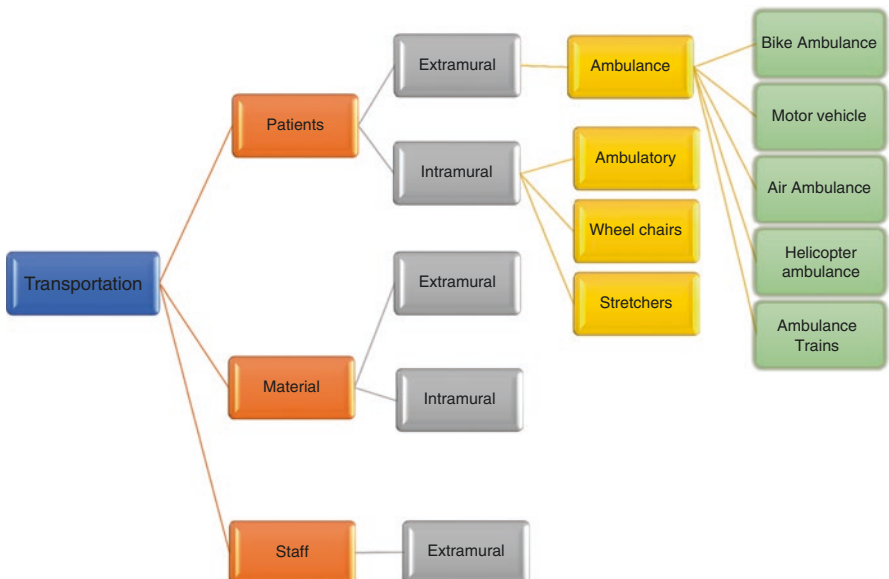 Transportation
Patients
Extramural
Ambulance
Bike Ambulance
Motor vehicle
Air Ambulance
Helicopter
ambulance
Ambulance
Trains
Intramural
Ambulatory
Wheel chairs
Stretchers
Material
Extramural
Intramural
Staff
Extramural